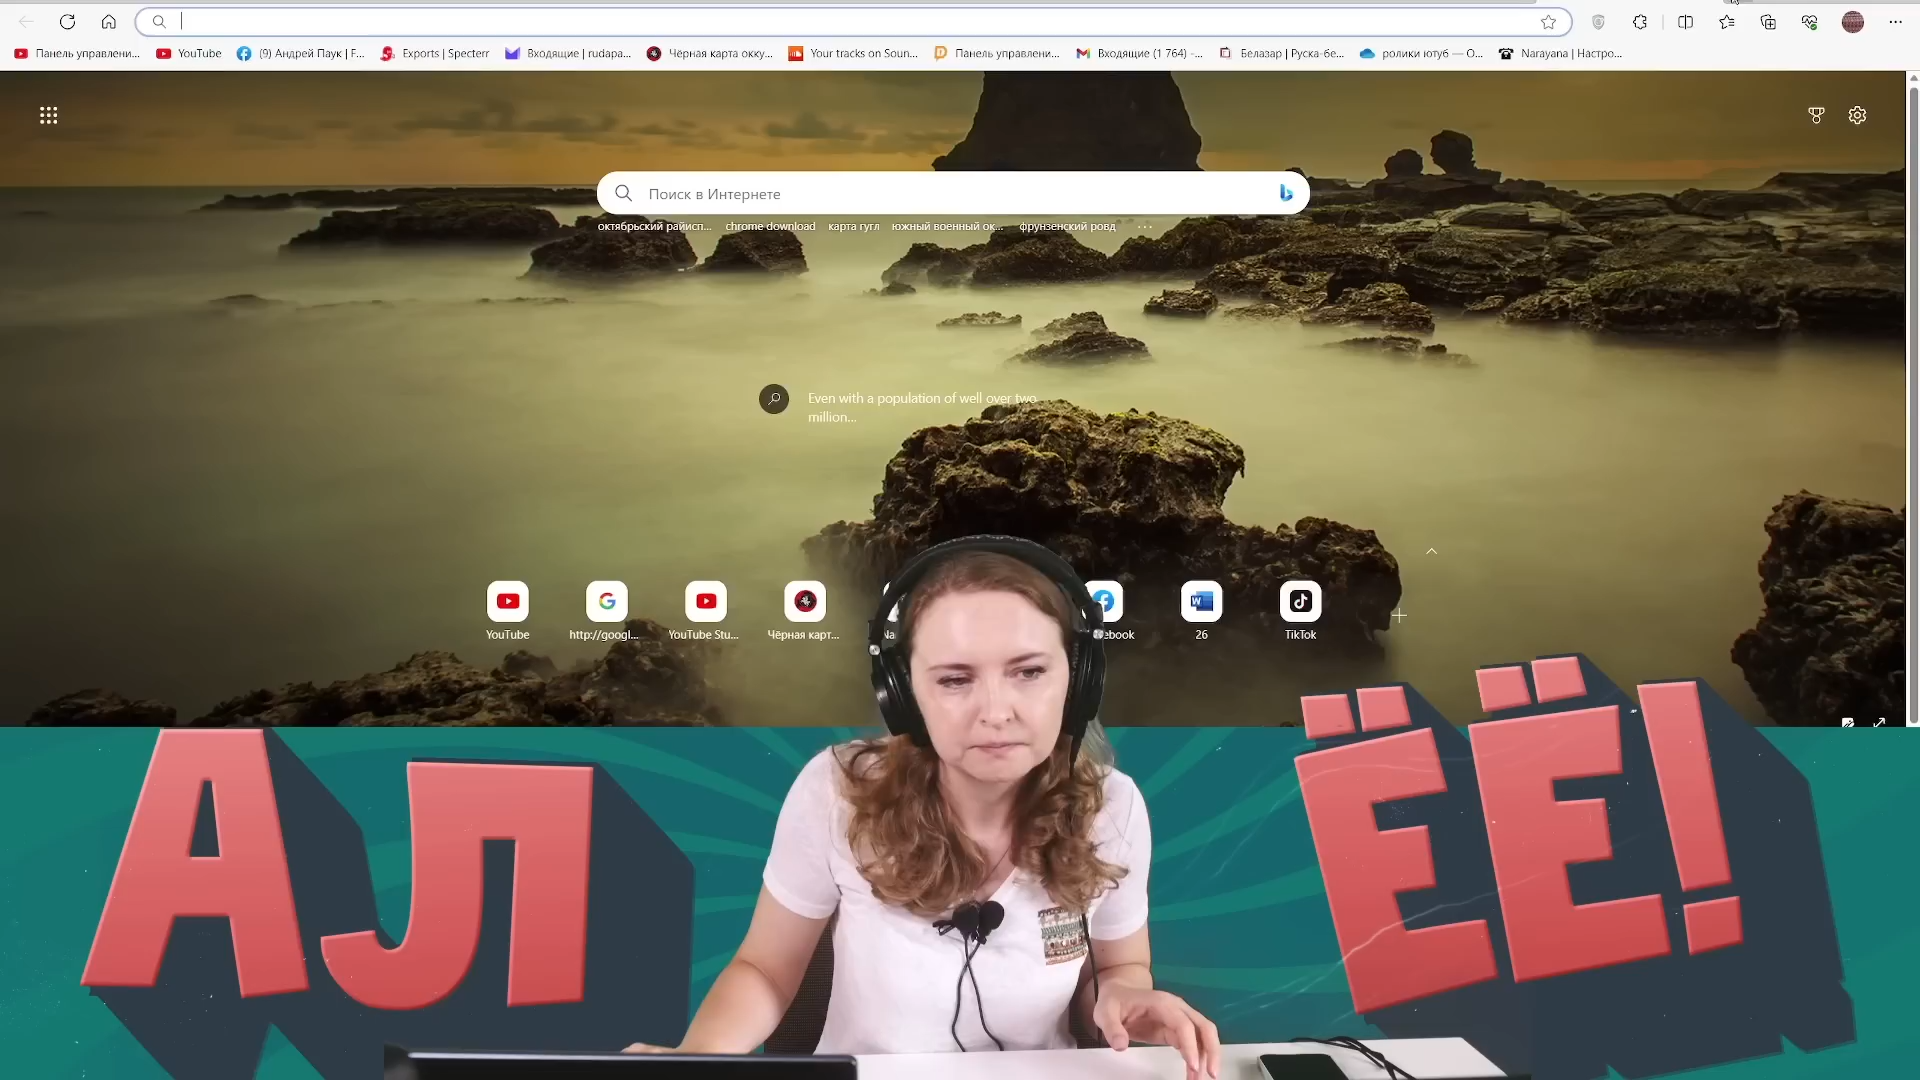 Панель управлени...
YouTube
(9) Андрей Паук | F...
Exports | Specterr
Входящие | rudapa...
Чёрная карта окку...
Your tracks on Soun...
Панель управлени...
Входящие (1 764) -...
Белазар | Руска-бе...
ролики ютуб — O...
Narayana | Настро...
Поиск в Интернете
октябрьский райисп...
chrome download
карта гугл
южный военный ок...
фрунзенский ровд
...
Even with a population of well over two
million...
YouTube
http://googl...
YouTube Stu...
Чёрная карт...
26
TikTok
АЛ
ЁЁ!